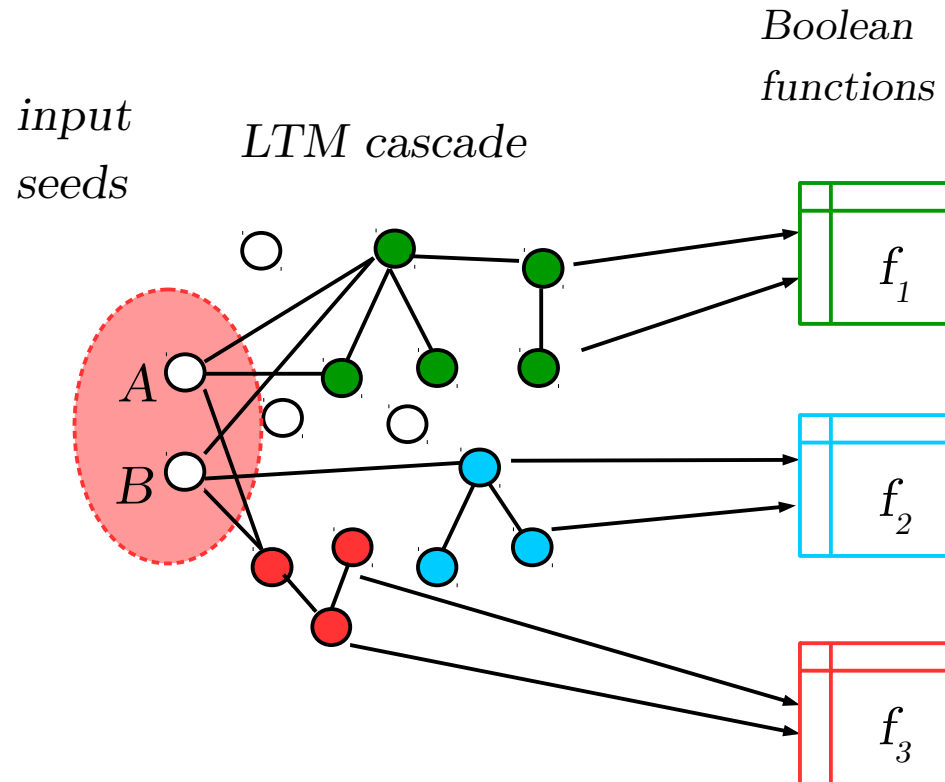 Boolean
functions
input
seeds
LTM cascade
A
B
f₁
f₂
f₃